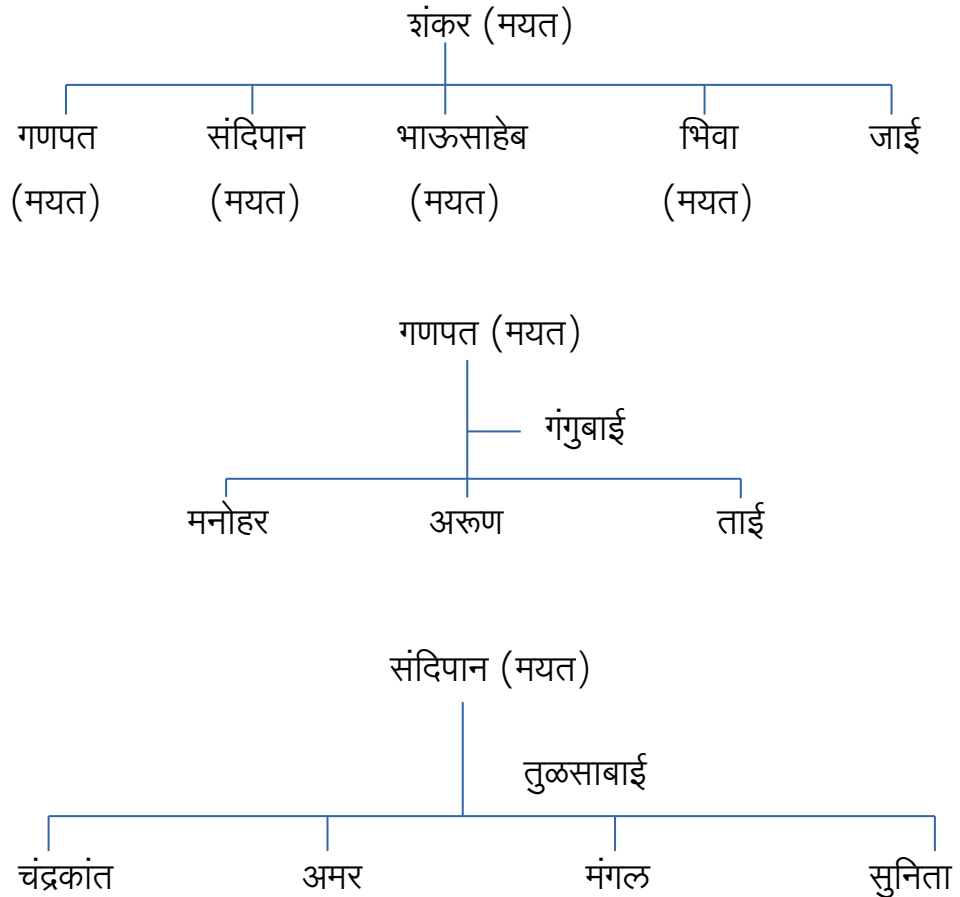 शंकर (मयत)
गणपत संदिपान भाऊसाहेब भिवा जाई
(मयत) (मयत) (मयत) (मयत)
गणपत (मयत)
गंगुबाई
मनोहर अरूण ताई
संदिपान (मयत)
तुळसाबाई
चंद्रकांत अमर मंगल सुनिता